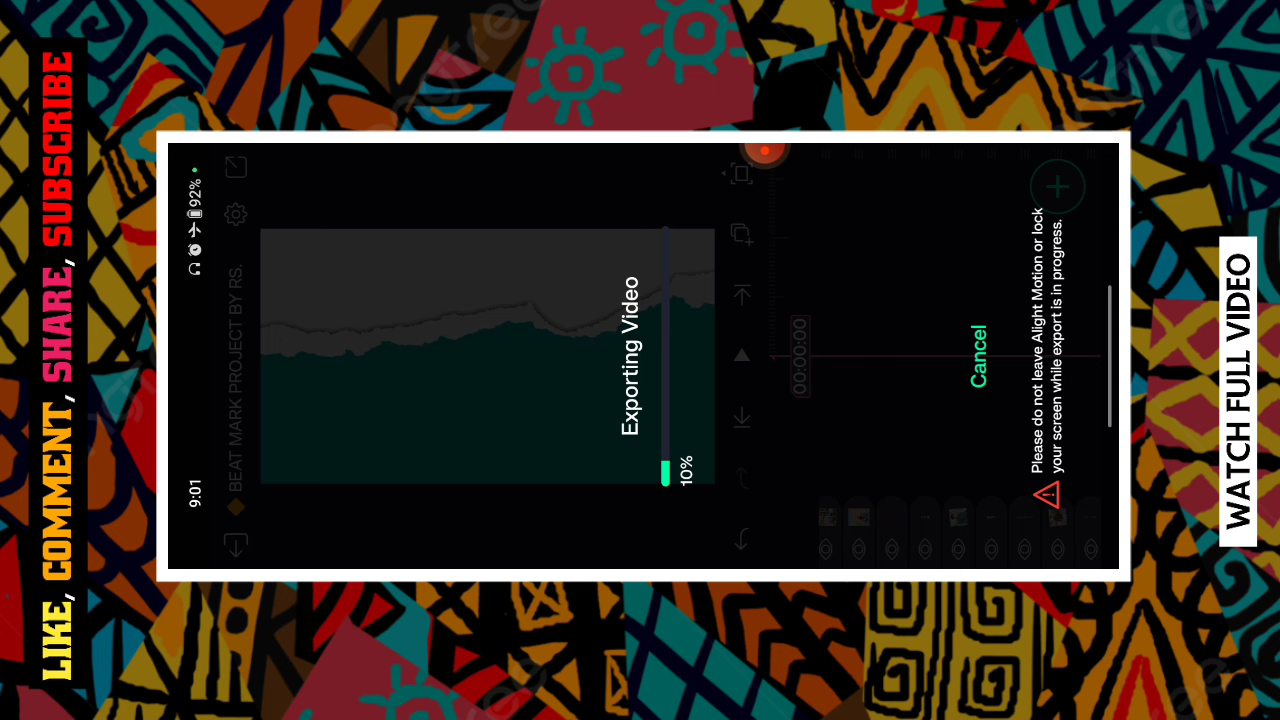 LIKE, COMMENT, SHARE, SUBSCRIBE
9:01
92%
BEAT MARK PROJECT BY RS.
Exporting Video
10%
00:00:00
Cancel
Please do not leave Alight Motion or lock
your screen while export is in progress.
WATCH FULL VIDEO